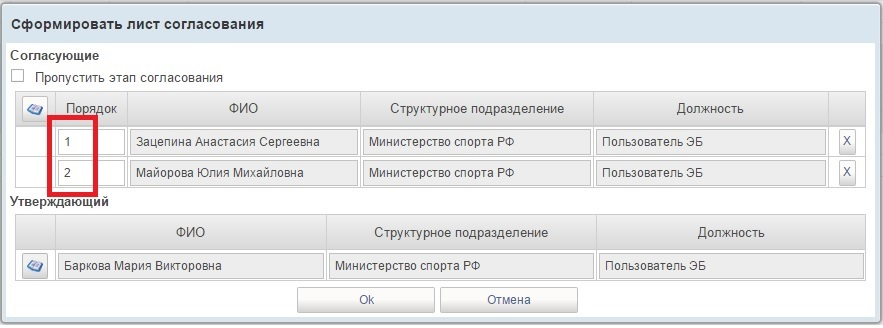 Сформировать лист согласования
Согласующие
Пропустить этап согласования
Порядок ФИО Структурное подразделение Должность
1 Зацепина Анастасия Сергеевна Министерство спорта РФ Пользователь ЭБ X
2 Майорова Юлия Михайловна Министерство спорта РФ Пользователь ЭБ X
Утверждающий
ФИО Структурное подразделение Должность
Баркова Мария Викторовна Министерство спорта РФ Пользователь ЭБ
Ok Отмена